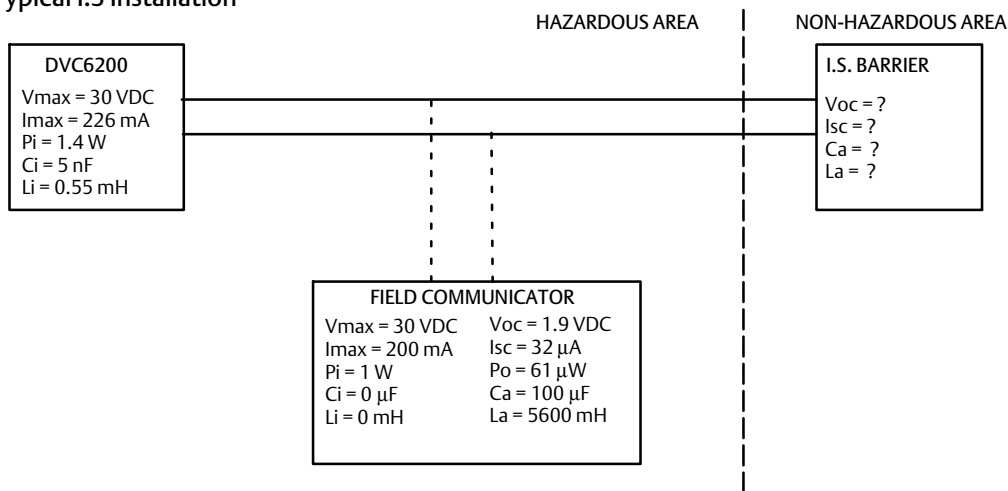 HAZARDOUS AREA
NON-HAZARDOUS AREA
DVC6200
Vmax = 30 VDC
Imax = 226 mA
Pi = 1.4 W
Ci = 5 nF
Li = 0.55 mH
I.S. BARRIER
Voc = ?
Isc = ?
Ca = ?
La = ?
FIELD COMMUNICATOR
Vmax = 30 VDC
Imax = 200 mA
Pi = 1 W
Ci = 0 μF
Li = 0 mH
Voc = 1.9 VDC
Isc = 32 μA
Po = 61 μW
Ca = 100 μF
La = 5600 mH